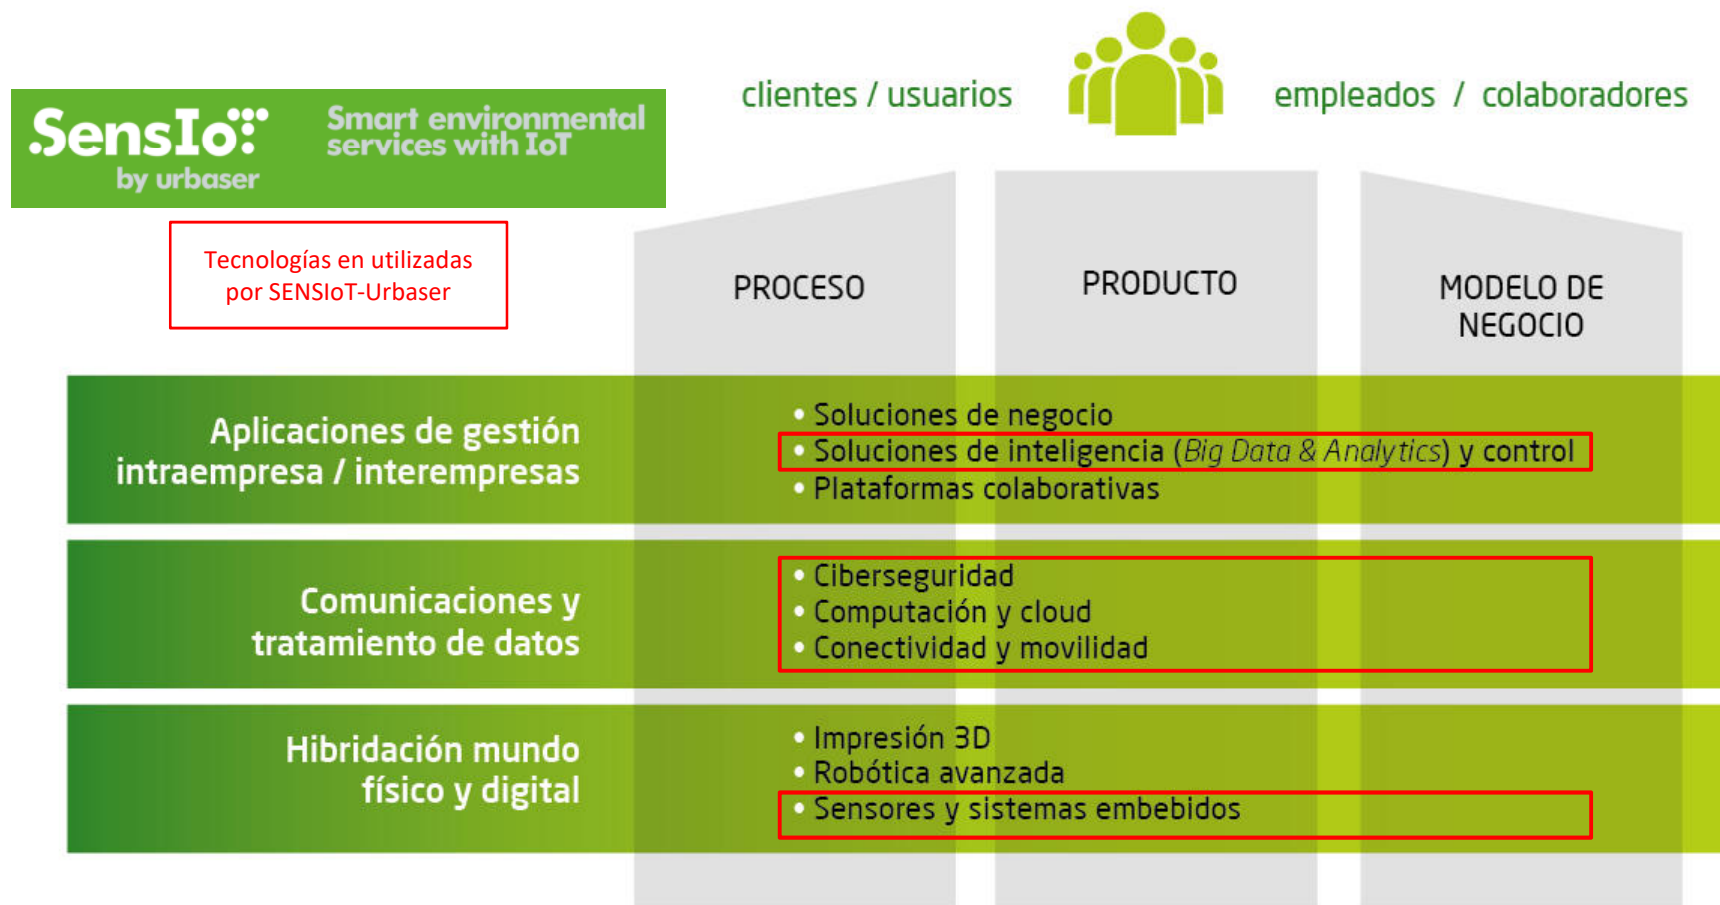 clientes / usuarios
empleados / colaboradores
SensIoT
by urbaser
Smart environmental
services with IoT
Tecnologías en utilizadas
por SENSIoT-Urbaser
PROCESO
PRODUCTO
MODELO DE
NEGOCIO
Aplicaciones de gestión
intraempresa / interempresas
• Soluciones de negocio
• Soluciones de inteligencia (Big Data & Analytics) y control
• Plataformas colaborativas
Comunicaciones y
tratamiento de datos
• Ciberseguridad
• Computación y cloud
• Conectividad y movilidad
Hibridación mundo
físico y digital
• Impresión 3D
• Robótica avanzada
• Sensores y sistemas embebidos